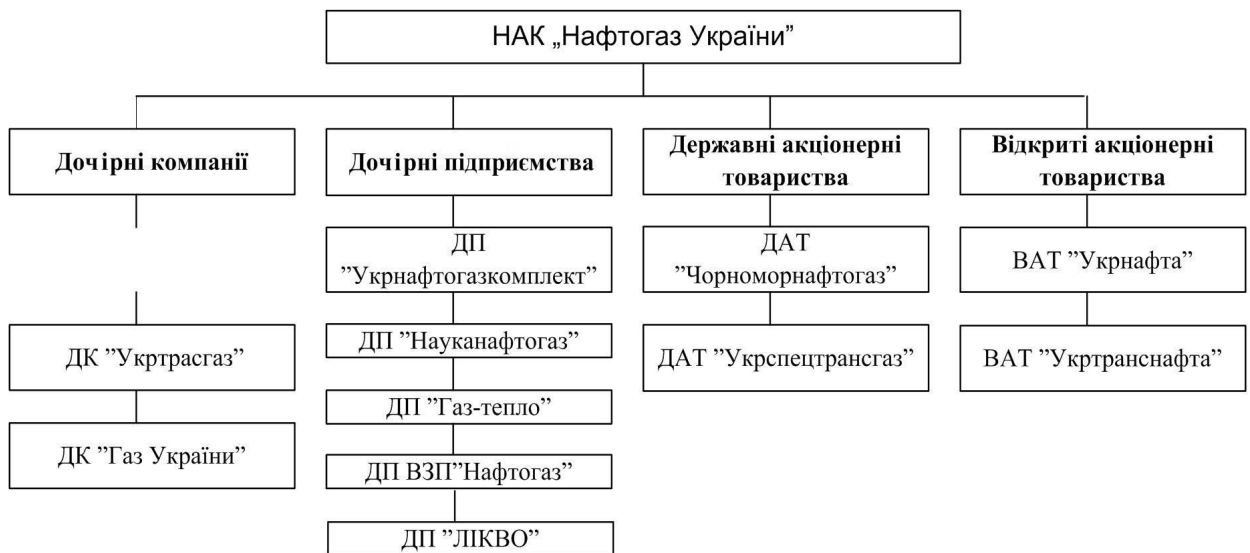 НАК „Нафтогаз України”
Дочірні компанії
ДК ”Укртрасгаз”
ДК ”Газ України”
Дочірні підприємства
ДП
”Укрнафтогазкомплект”
ДП ”Науканафтогаз”
ДП ”Газ-тепло”
ДП ВЗП”Нафтогаз”
ДП ”ЛІКВО”
Державні акціонерні
товариства
ДАТ
”Чорноморнафтогаз”
ДАТ ”Укрспецтрансгаз”
Відкриті акціонерні
товариства
ВАТ ”Укрнафта”
ВАТ ”Укртранснафта”